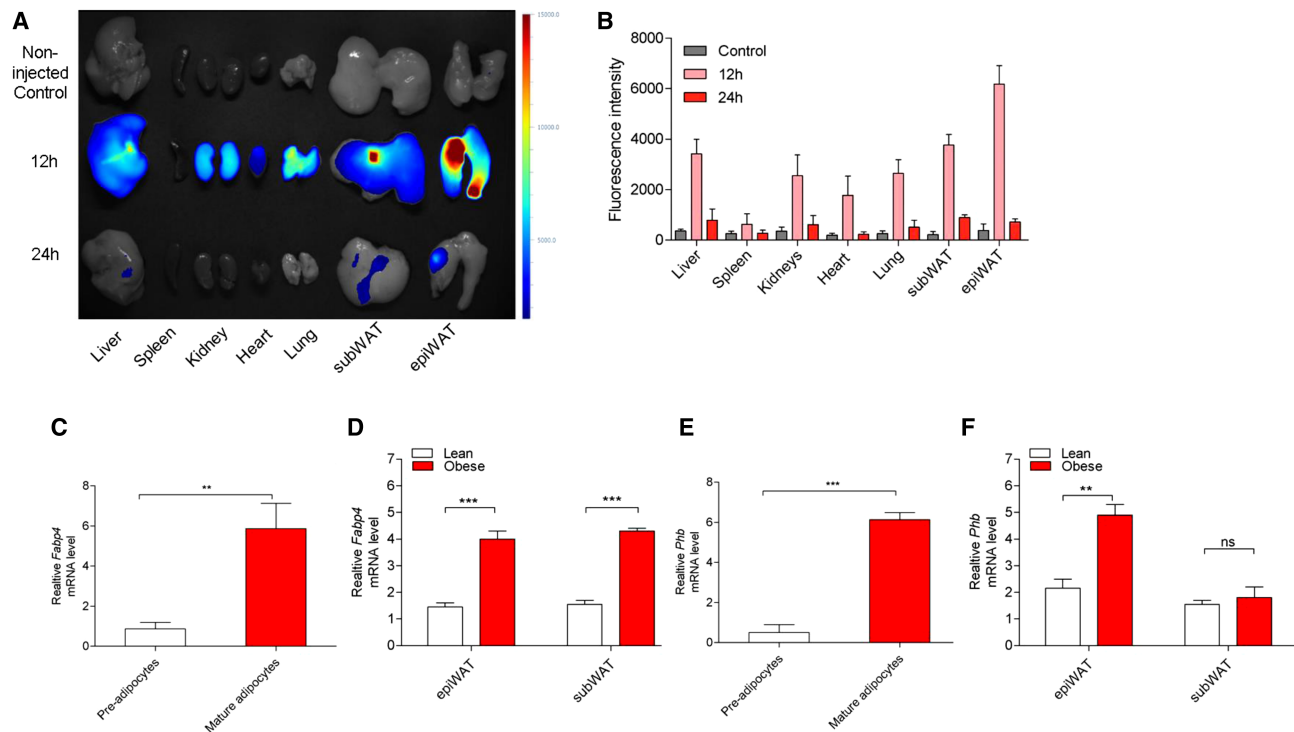 A
Non-
injected
Control
12h
24h
15000.0
10000.0
5000.0
Liver
Spleen
Kidney
Heart
Lung
subWAT
epiWAT
B
Control
12h
24h
Fluorescence intensity
8000
6000
4000
2000
0
Liver
Spleen
Kidneys
Heart
Lung
subWAT
epiWAT
C
Realtive Fabp4
mRNA level
8
6
4
2
0
**
Pre-adipocytes
Mature adipocytes
D
Lean
Obese
Realtive Fabp4
mRNA level
7
6
5
4
3
2
1
0
***
***
epiWAT
subWAT
E
Realtive Phb
mRNA level
8
6
4
2
0
***
Pre-adipocytes
Mature adipocytes
F
Lean
Obese
Realtive Phb
mRNA level
7
6
5
4
3
2
1
0
**
ns
epiWAT
subWAT